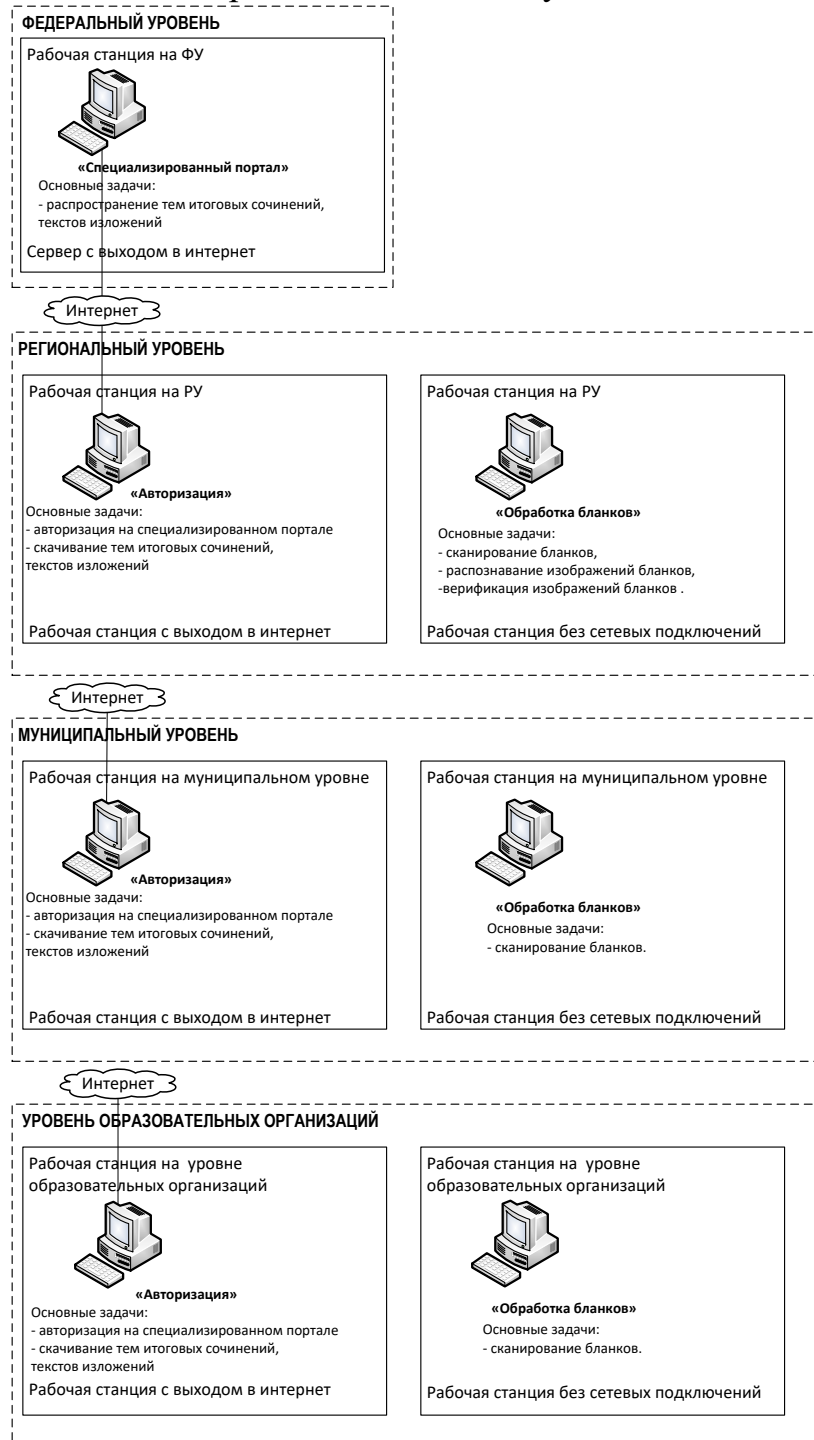 ФЕДЕРАЛЬНЫЙ УРОВЕНЬ
Рабочая станция на ФУ
«Специализированный портал»
Основные задачи:
- распространение тем итоговых сочинений,
текстов изложений
Сервер с выходом в интернет
Интернет
РЕГИОНАЛЬНЫЙ УРОВЕНЬ
Рабочая станция на РУ
«Авторизация»
Основные задачи:
- авторизация на специализированном портале
- скачивание тем итоговых сочинений,
текстов изложений
Рабочая станция с выходом в интернет
Рабочая станция на РУ
«Обработка бланков»
Основные задачи:
- сканирование бланков,
- распознавание изображений бланков,
-верификация изображений бланков .
Рабочая станция без сетевых подключений
Интернет
МУНИЦИПАЛЬНЫЙ УРОВЕНЬ
Рабочая станция на муниципальном уровне
«Авторизация»
Основные задачи:
- авторизация на специализированном портале
- скачивание тем итоговых сочинений,
текстов изложений
Рабочая станция с выходом в интернет
Рабочая станция на муниципальном уровне
«Обработка бланков»
Основные задачи:
- сканирование бланков.
Рабочая станция без сетевых подключений
Интернет
УРОВЕНЬ ОБРАЗОВАТЕЛЬНЫХ ОРГАНИЗАЦИЙ
Рабочая станция на уровне
образовательных организаций
«Авторизация»
Основные задачи:
- авторизация на специализированном портале
- скачивание тем итоговых сочинений,
текстов изложений
Рабочая станция с выходом в интернет
Рабочая станция на уровне
образовательных организаций
«Обработка бланков»
Основные задачи:
- сканирование бланков.
Рабочая станция без сетевых подключений